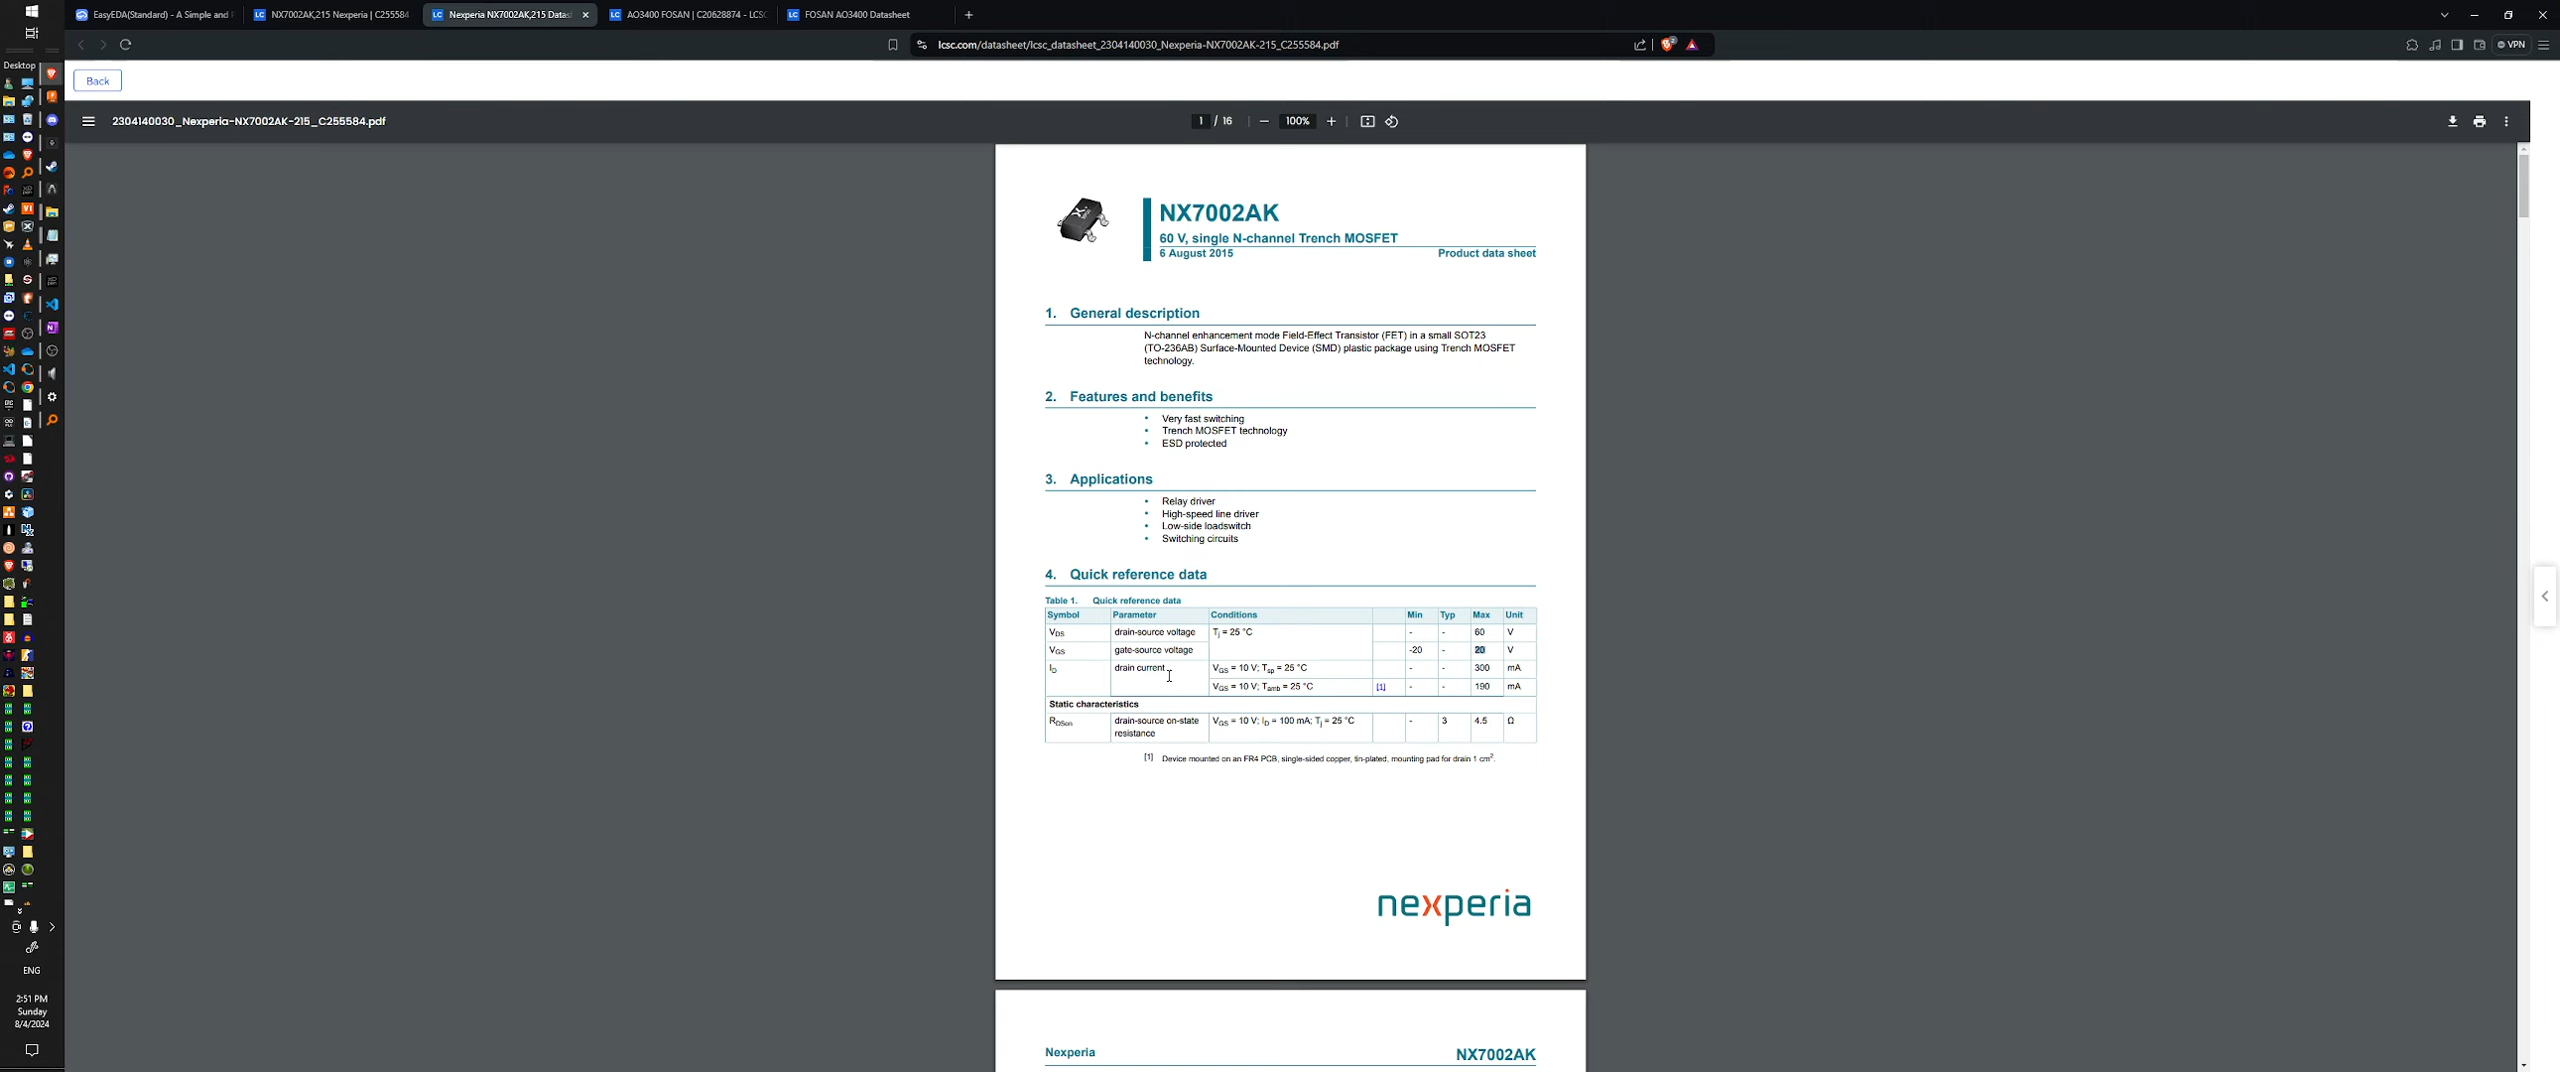 EasyEDA(Standard) - A Simple and
NX7002AK,215 Nexperia | C255584
Nexperia NX7002AK,215 Datas
AO3400 FOSAN | C20628874 - LCSC
FOSAN AO3400 Datasheet
lcsc.com/datasheet/lcsc_datasheet_2304140030_Nexperia-NX7002AK-215_C255584.pdf
VPN
Desktop
Back
2304140030_Nexperia-NX7002AK-215_C255584.pdf
1 / 16
100%
NX7002AK
60 V, single N-channel Trench MOSFET
6 August 2015 Product data sheet
1. General description
N-channel enhancement mode Field-Effect Transistor (FET) in a small SOT23
(TO-236AB) Surface-Mounted Device (SMD) plastic package using Trench MOSFET
technology.
2. Features and benefits
• Very fast switching
• Trench MOSFET technology
• ESD protected
3. Applications
• Relay driver
• High-speed line driver
• Low-side loadswitch
• Switching circuits
4. Quick reference data
Table 1. Quick reference data
Symbol Parameter Conditions Min Typ Max Unit
VDS drain-source voltage Tj = 25 °C - - 60 V
VGS gate-source voltage -20 - 20 V
ID drain current VGS = 10 V; Tsp = 25 °C - - 300 mA
VGS = 10 V; Tamb = 25 °C [1] - - 190 mA
Static characteristics
RDSon drain-source on-state VGS = 10 V; ID = 100 mA; Tj = 25 °C - 3 4.5 Ω
resistance
[1] Device mounted on an FR4 PCB, single-sided copper, tin-plated, mounting pad for drain 1 cm².
nexperia
Nexperia NX7002AK
ENG
2:51 PM
Sunday
8/4/2024